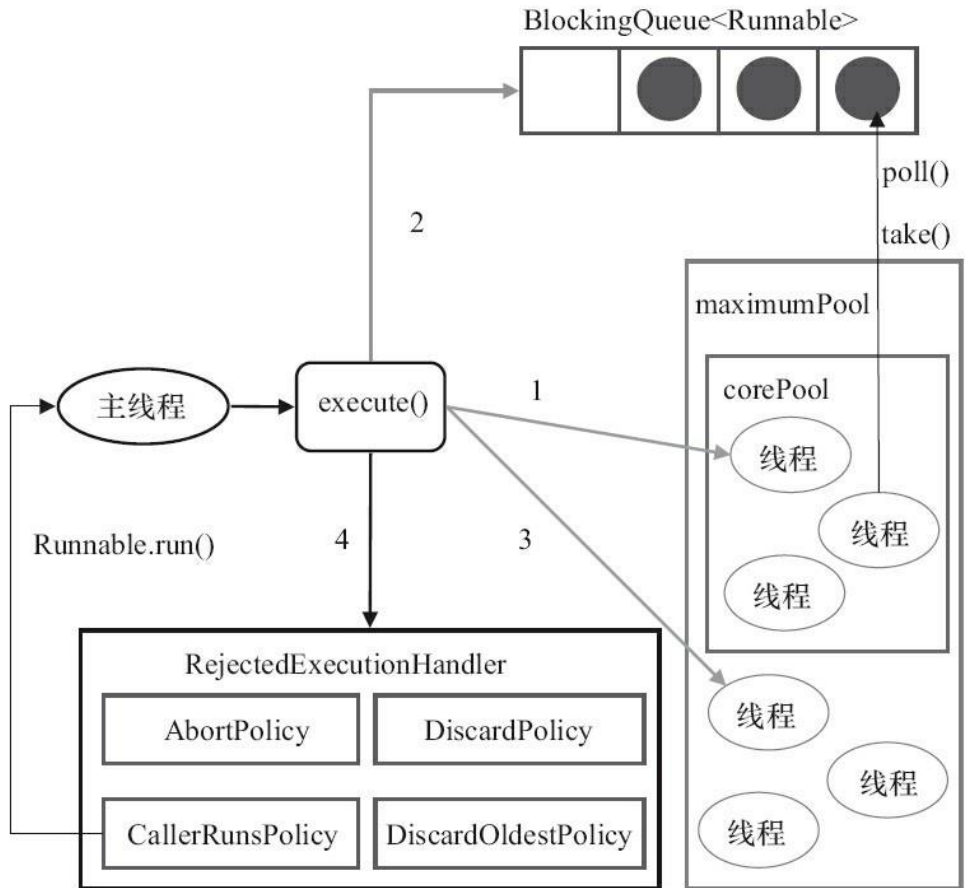 BlockingQueue<Runnable>
poll()
2
take()
maximumPool
主线程
execute()
1
corePool
线程
线程
Runnable.run()
4
3
线程
RejectedExecutionHandler
AbortPolicy
DiscardPolicy
线程
线程
CallerRunsPolicy
DiscardOldestPolicy
线程